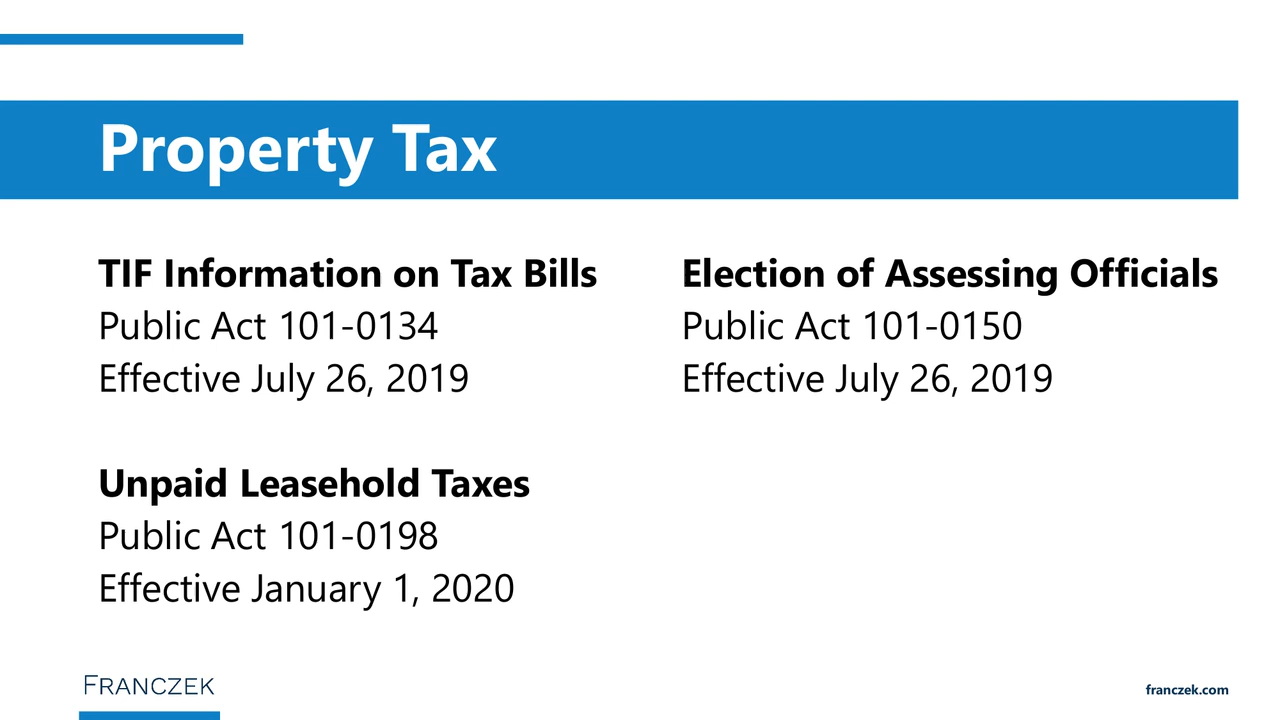 Property Tax
TIF Information on Tax Bills
Public Act 101-0134
Effective July 26, 2019
Unpaid Leasehold Taxes
Public Act 101-0198
Effective January 1, 2020
Election of Assessing Officials
Public Act 101-0150
Effective July 26, 2019
FRANCZEK
franczek.com